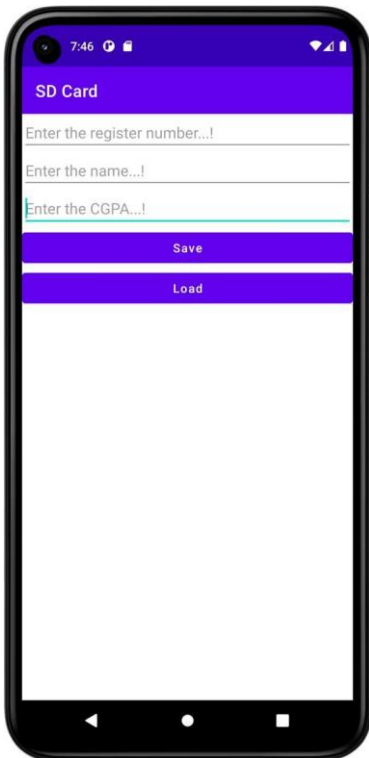 7:46
SD Card
Enter the register number...!
Enter the name...!
Enter the CGPA...!
Save
Load